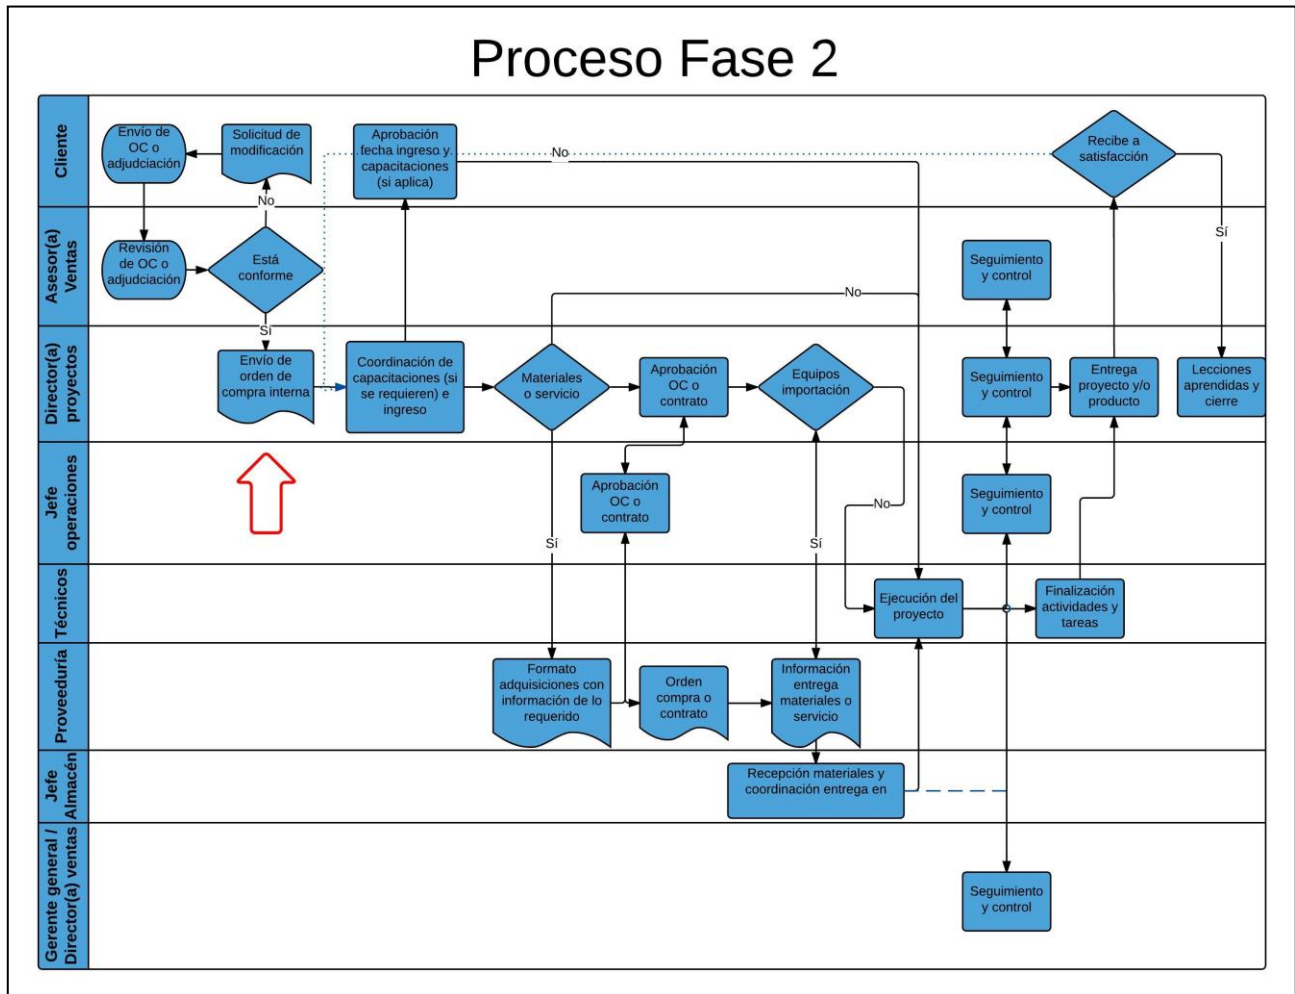 Proceso Fase 2
Cliente
Envío de
OC o
adjudciación
Solicitud de
modificación
Aprobación
fecha ingreso y
capacitaciones
(si aplica)
No
Recibe a
satisfacción
No
Sí
Asesor(a)
Ventas
Revisión
de OC o
adjudciación
Está
conforme
Seguimiento
y control
No
Sí
Director(a)
proyectos
Envío de
orden de
compra interna
Coordinación de
capacitaciones (si
se requieren) e
ingreso
Materiales
o servicio
Aprobación
OC o
contrato
Equipos
importación
Seguimiento
y control
Entrega
proyecto y/o
producto
Lecciones
aprendidas y
cierre
Jefe
operaciones
Aprobación
OC o
contrato
Seguimiento
y control
No
Sí
Sí
Técnicos
Ejecución del
proyecto
Finalización
actividades y
tareas
Proveeduría
Formato
adquisiciones con
información de lo
requerido
Orden
compra o
contrato
Información
entrega
materiales o
servicio
Jefe
Almacén
Recepción materiales y
coordinación entrega en
Gerente general /
Director(a) ventas
Seguimiento
y control